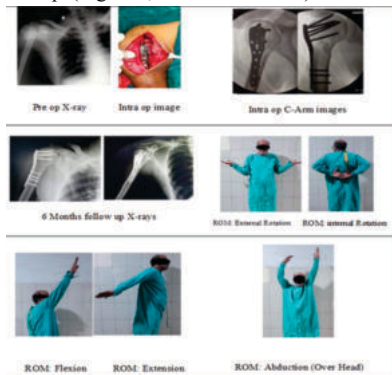 Pre op X-ray
Intra op image
Intra op C-Arm images
6 Months follow up X-rays
ROM: External Rotation
ROM: internal Rotation
ROM: Flexion
ROM: Extension
ROM: Abduction (Over Head)